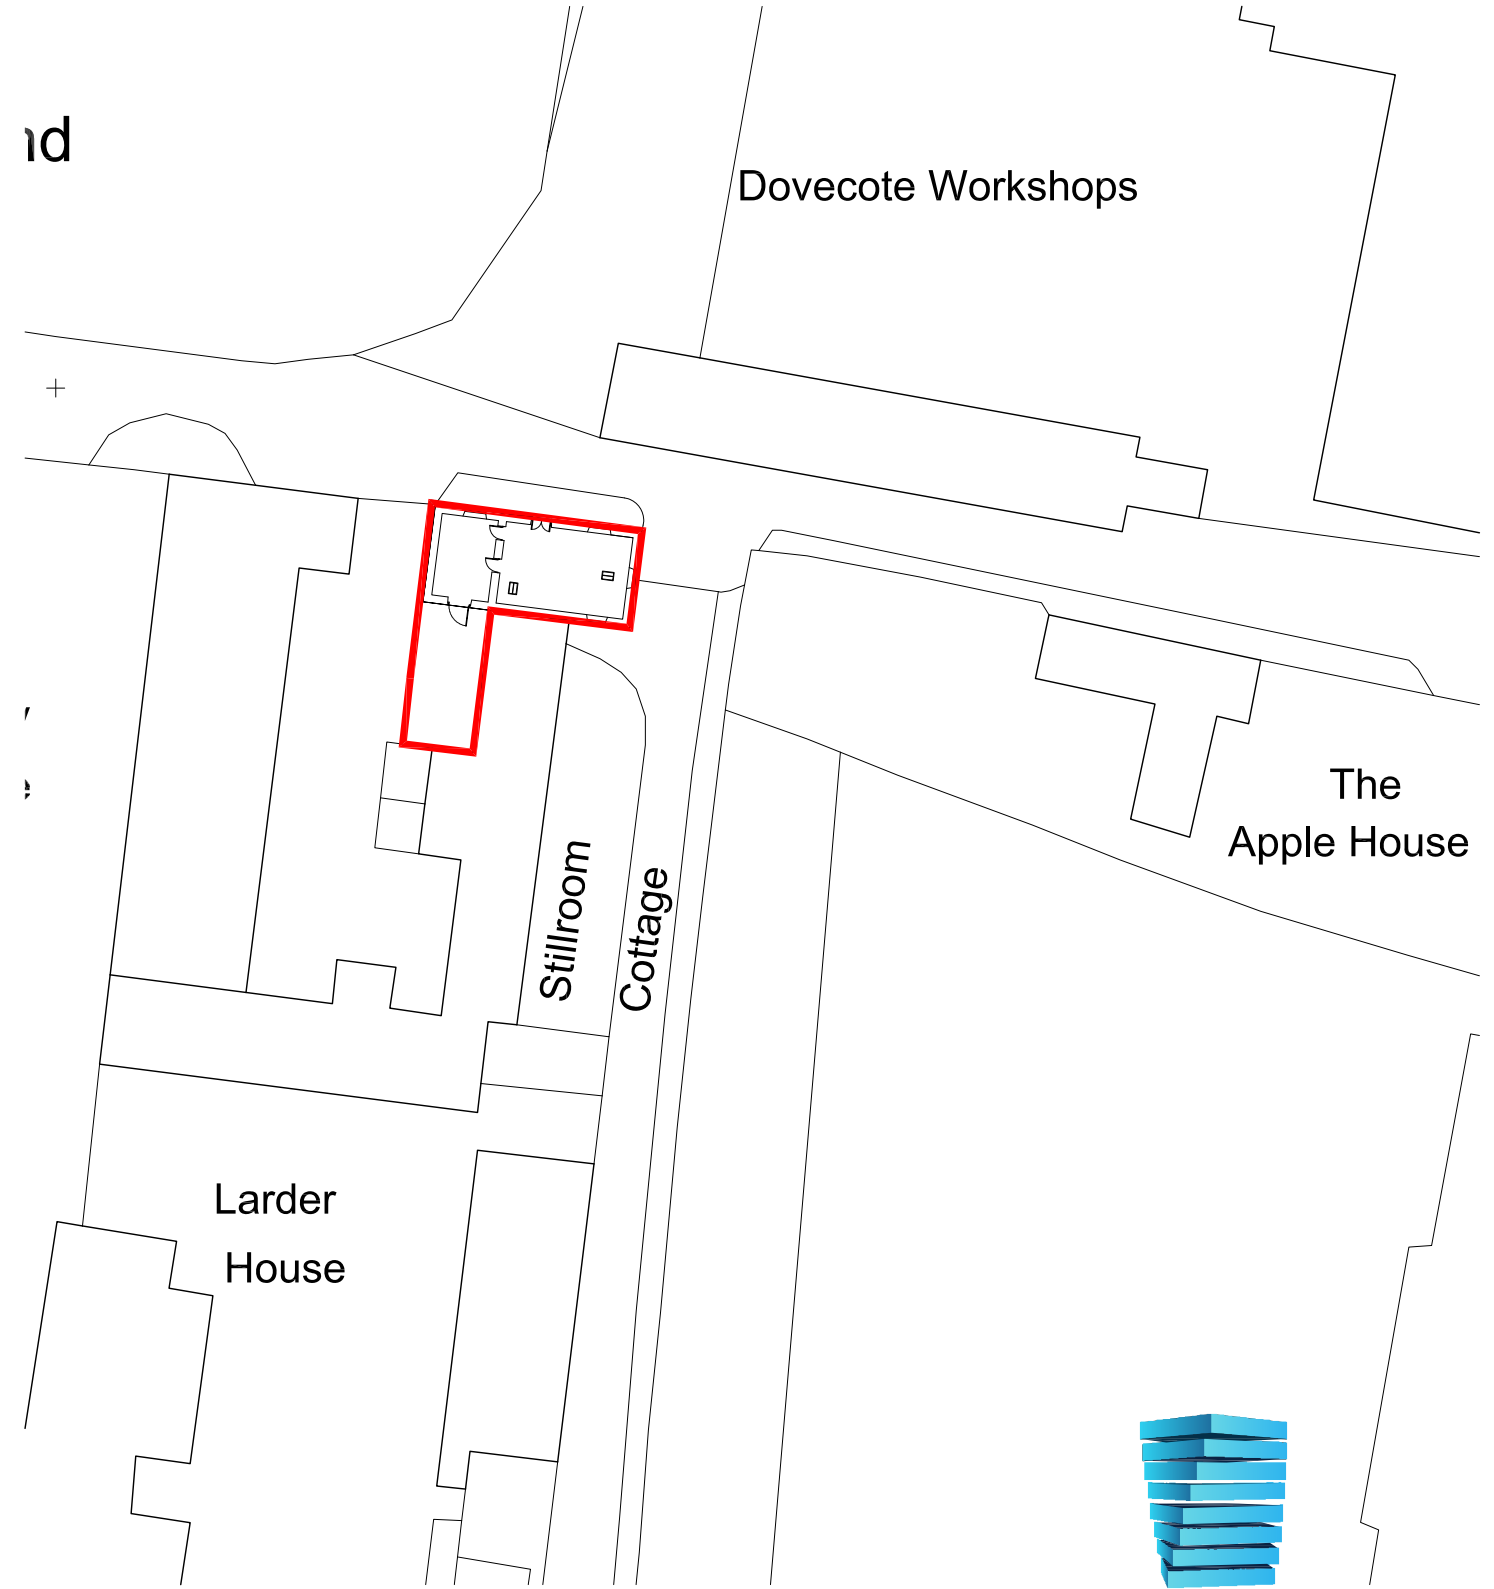 Dovecote Workshops
The
Apple House
Stillroom
Cottage
Larder
House